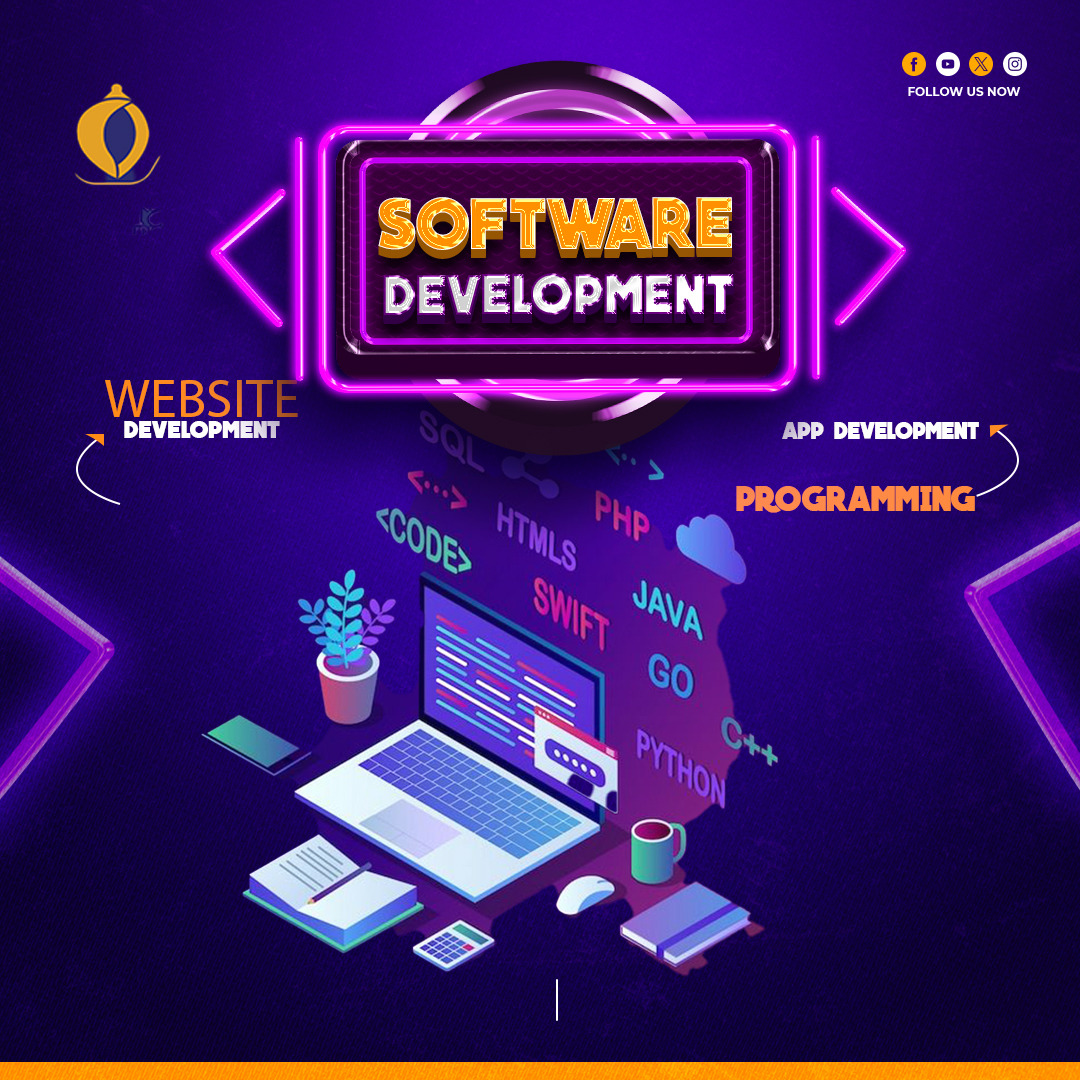 FOLLOW US NOW
SOFTWARE
DEVELOPMENT
WEBSITE
DEVELOPMENT
APP DEVELOPMENT
PROGRAMMING
SQL
<...>
<CODE>
HTMLS
PHP
SWIFT
JAVA
GO
C++
PYTHON